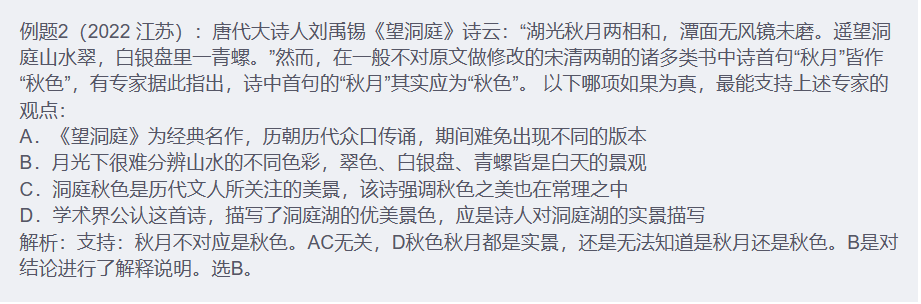 例题2（2022 江苏）：唐代大诗人刘禹锡《望洞庭》诗云：“湖光秋月两相和，潭面无风镜未磨。遥望洞
庭山水翠，白银盘里一青螺。”然而，在一般不对原文做修改的宋清两朝的诸多类书中诗首句“秋月”皆作
“秋色”，有专家据此指出，诗中首句的“秋月”其实应为“秋色”。 以下哪项如果为真，最能支持上述专家的
观点：
A．《望洞庭》为经典名作，历朝历代众口传诵，期间难免出现不同的版本
B．月光下很难分辨山水的不同色彩，翠色、白银盘、青螺皆是白天的景观
C．洞庭秋色是历代文人所关注的美景，该诗强调秋色之美也在常理之中
D．学术界公认这首诗，描写了洞庭湖的优美景色，应是诗人对洞庭湖的实景描写
解析：支持：秋月不对应是秋色。AC无关，D秋色秋月都是实景，还是无法知道是秋月还是秋色。B是对
结论进行了解释说明。选B。